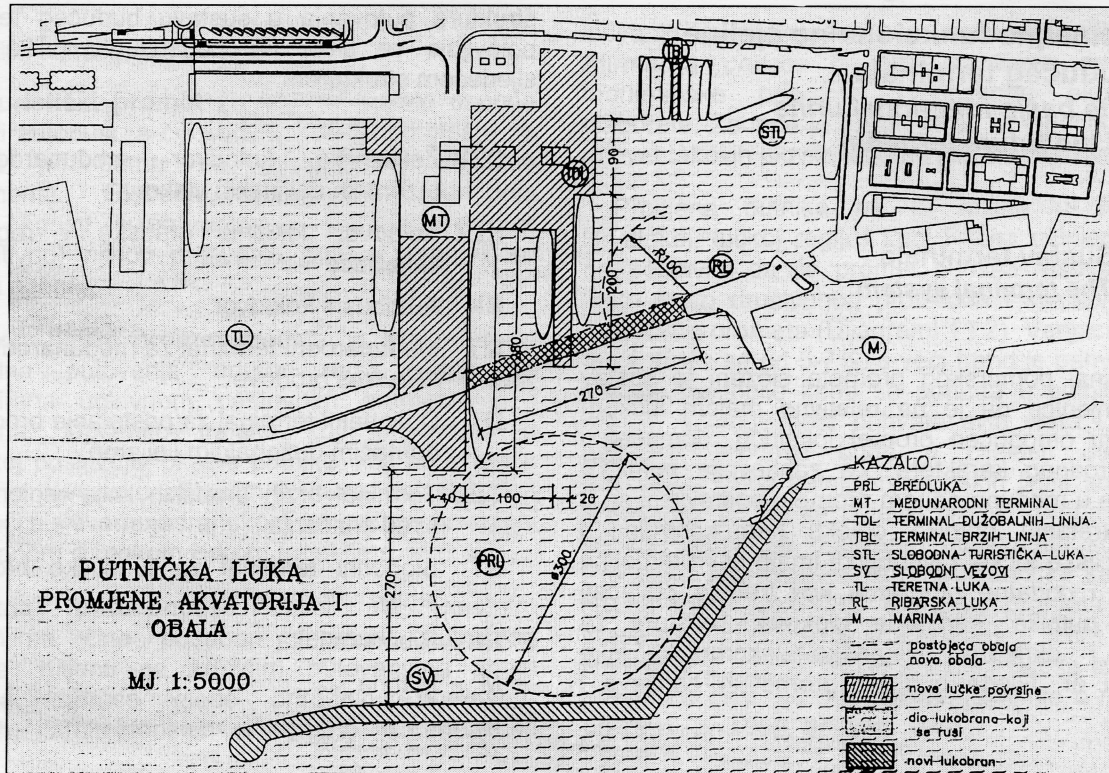 TBL
STL
90
TDL
MT
RL
R100
200
TL
M
260
270
40 100 20
PRL
ø300
270
SV
PUTNIČKA LUKA
PROMJENE AKVATORIJA I
OBALA
MJ 1:5000
KAZALO
PRL PREDLUKA
MT MEĐUNARODNI TERMINAL
TDL TERMINAL DUŽOBALNIH LINIJA
TBL TERMINAL BRZIH LINIJA
STL SLOBODNA TURISTIČKA LUKA
SV SLOBODNI VEZOVI
TL TERETNA LUKA
RL RIBARSKA LUKA
M MARINA
postojeća obala
nova obala
nove lučke površine
dio lukobrana koji
se ruši
novi lukobran